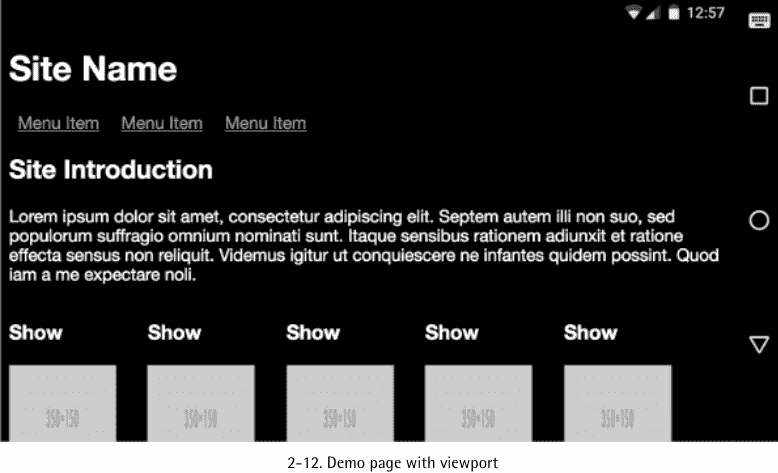 12:57
Site Name
Menu Item Menu Item Menu Item
Site Introduction
Lorem ipsum dolor sit amet, consectetur adipiscing elit. Septem autem illi non suo, sed
populorum suffragio omnium nominati sunt. Itaque sensibus rationem adiunxit et ratione
effecta sensus non reliquit. Videmus igitur ut conquiescere ne infantes quidem possint. Quod
iam a me expectare noli.
Show Show Show Show Show
350×150 350×150 350×150 350×150 350×150
2-12. Demo page with viewport